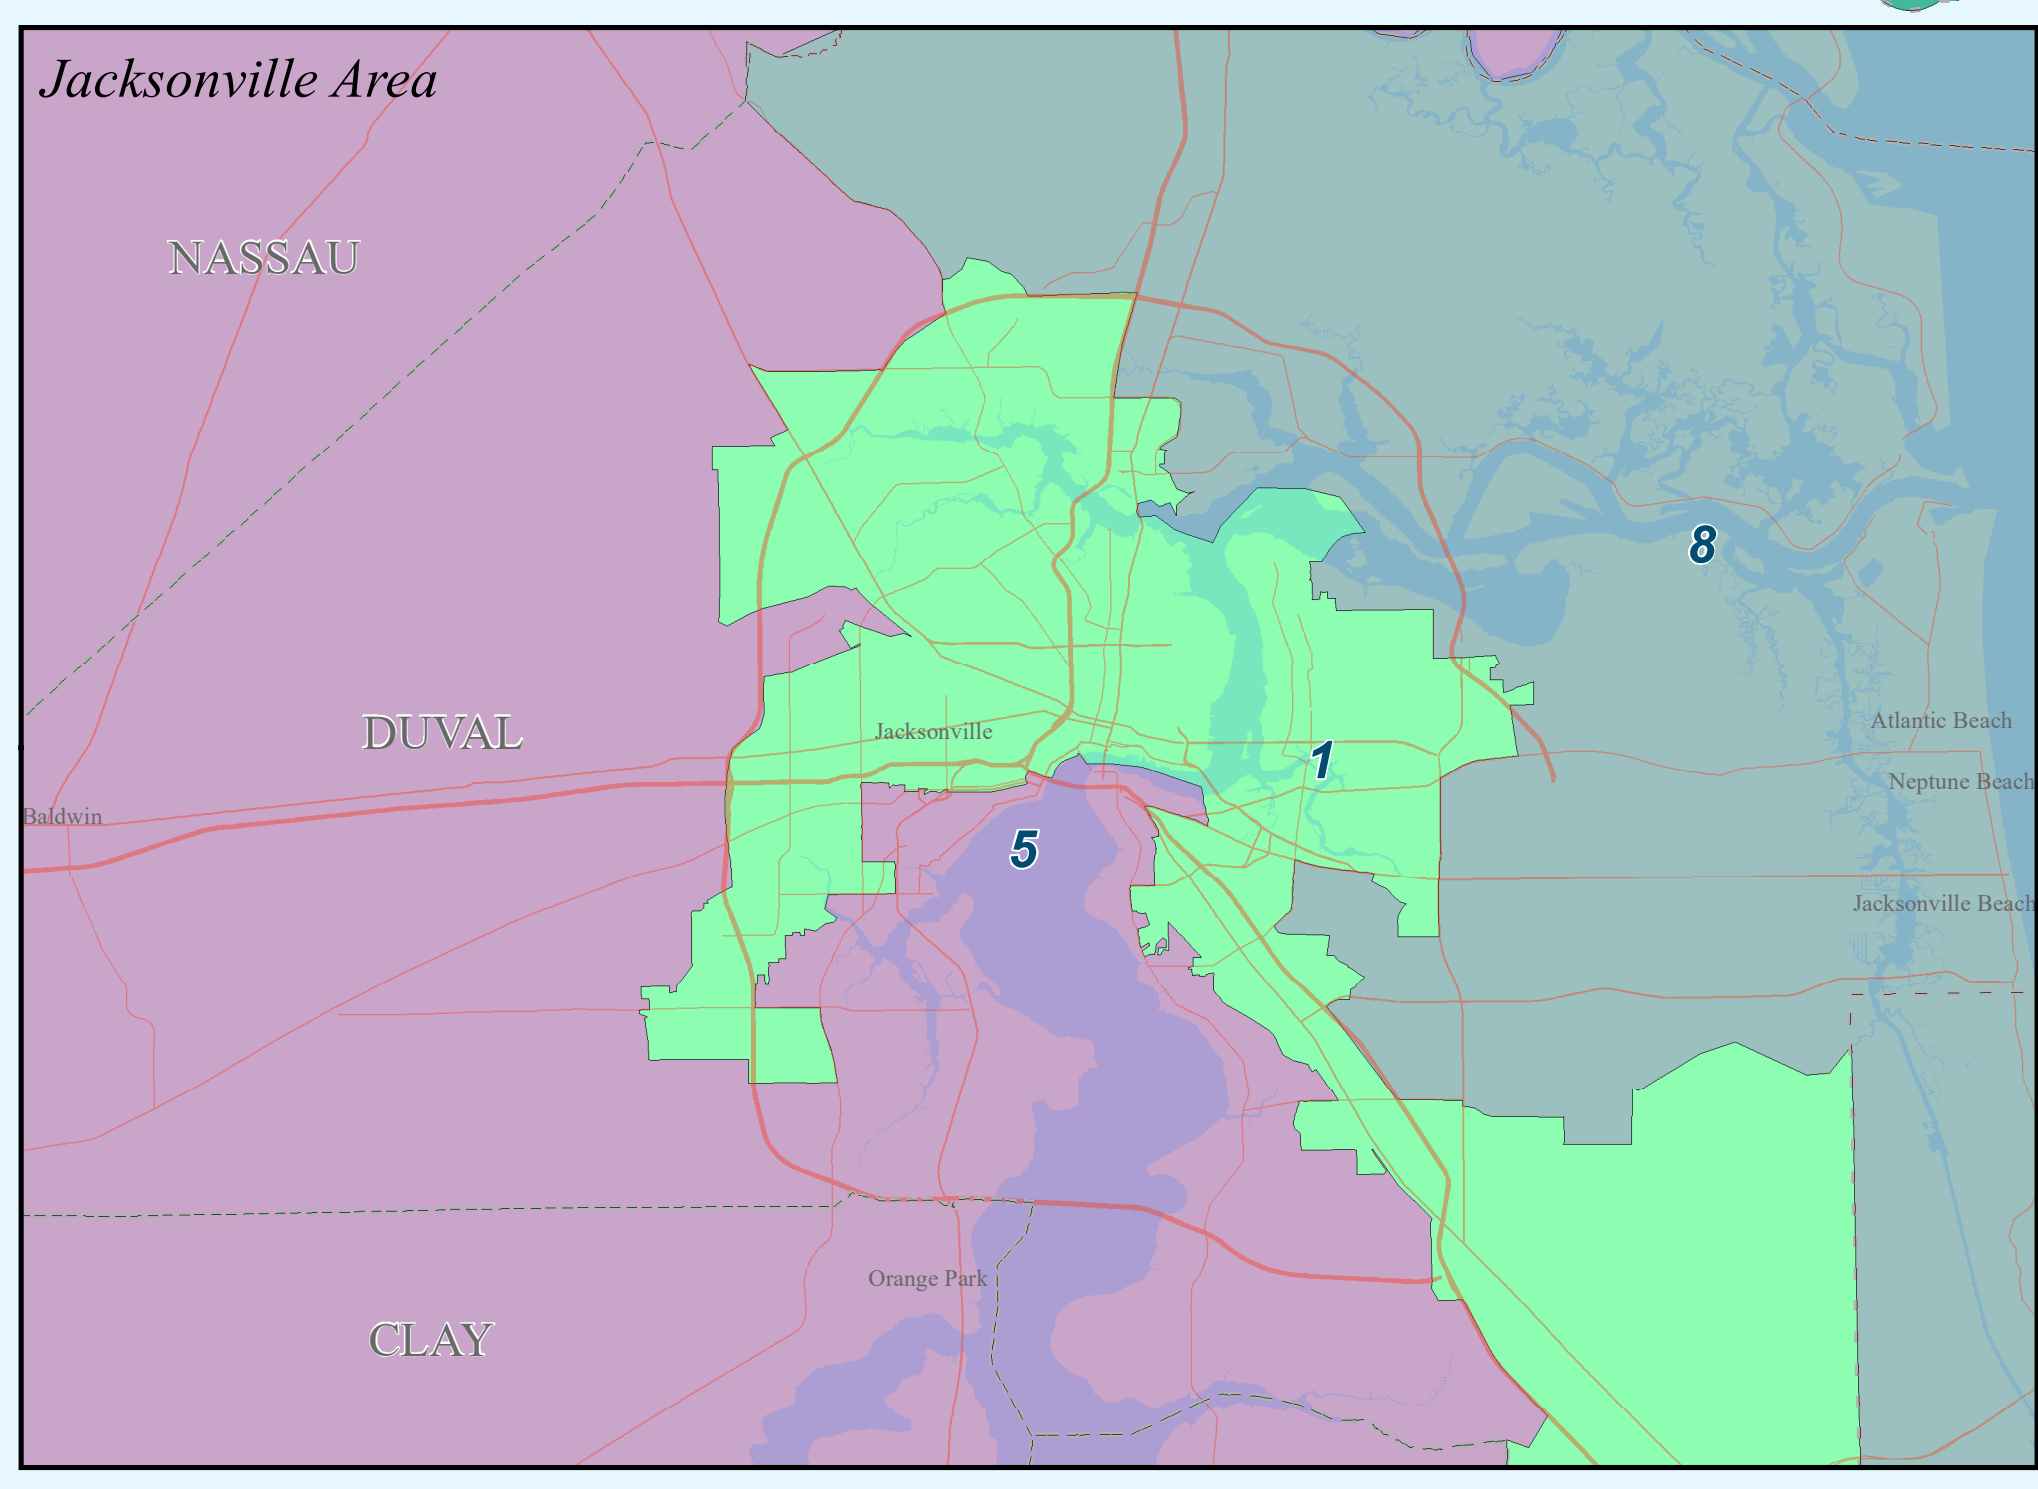 Jacksonville Area
NASSAU
8
DUVAL
Jacksonville
1
Atlantic Beach
Neptune Beach
Baldwin
5
Jacksonville Beach
Orange Park
CLAY